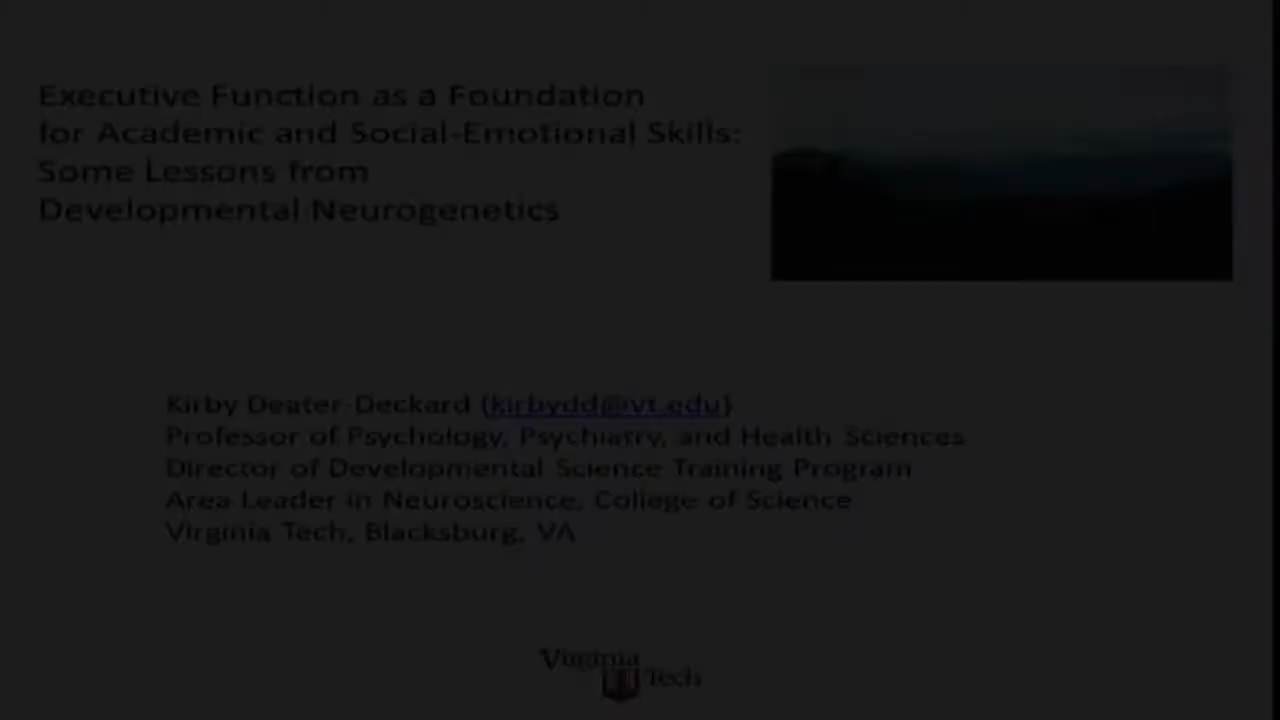 Executive Function as a Foundation
for Academic and Social-Emotional Skills:
Some Lessons from
Developmental Neurogenetics
Kirby Deater-Deckard (kirbydd@vt.edu)
Professor of Psychology, Psychiatry, and Health Sciences
Director of Developmental Science Training Program
Area Leader in Neuroscience, College of Science
Virginia Tech, Blacksburg, VA
Virginia
Tech